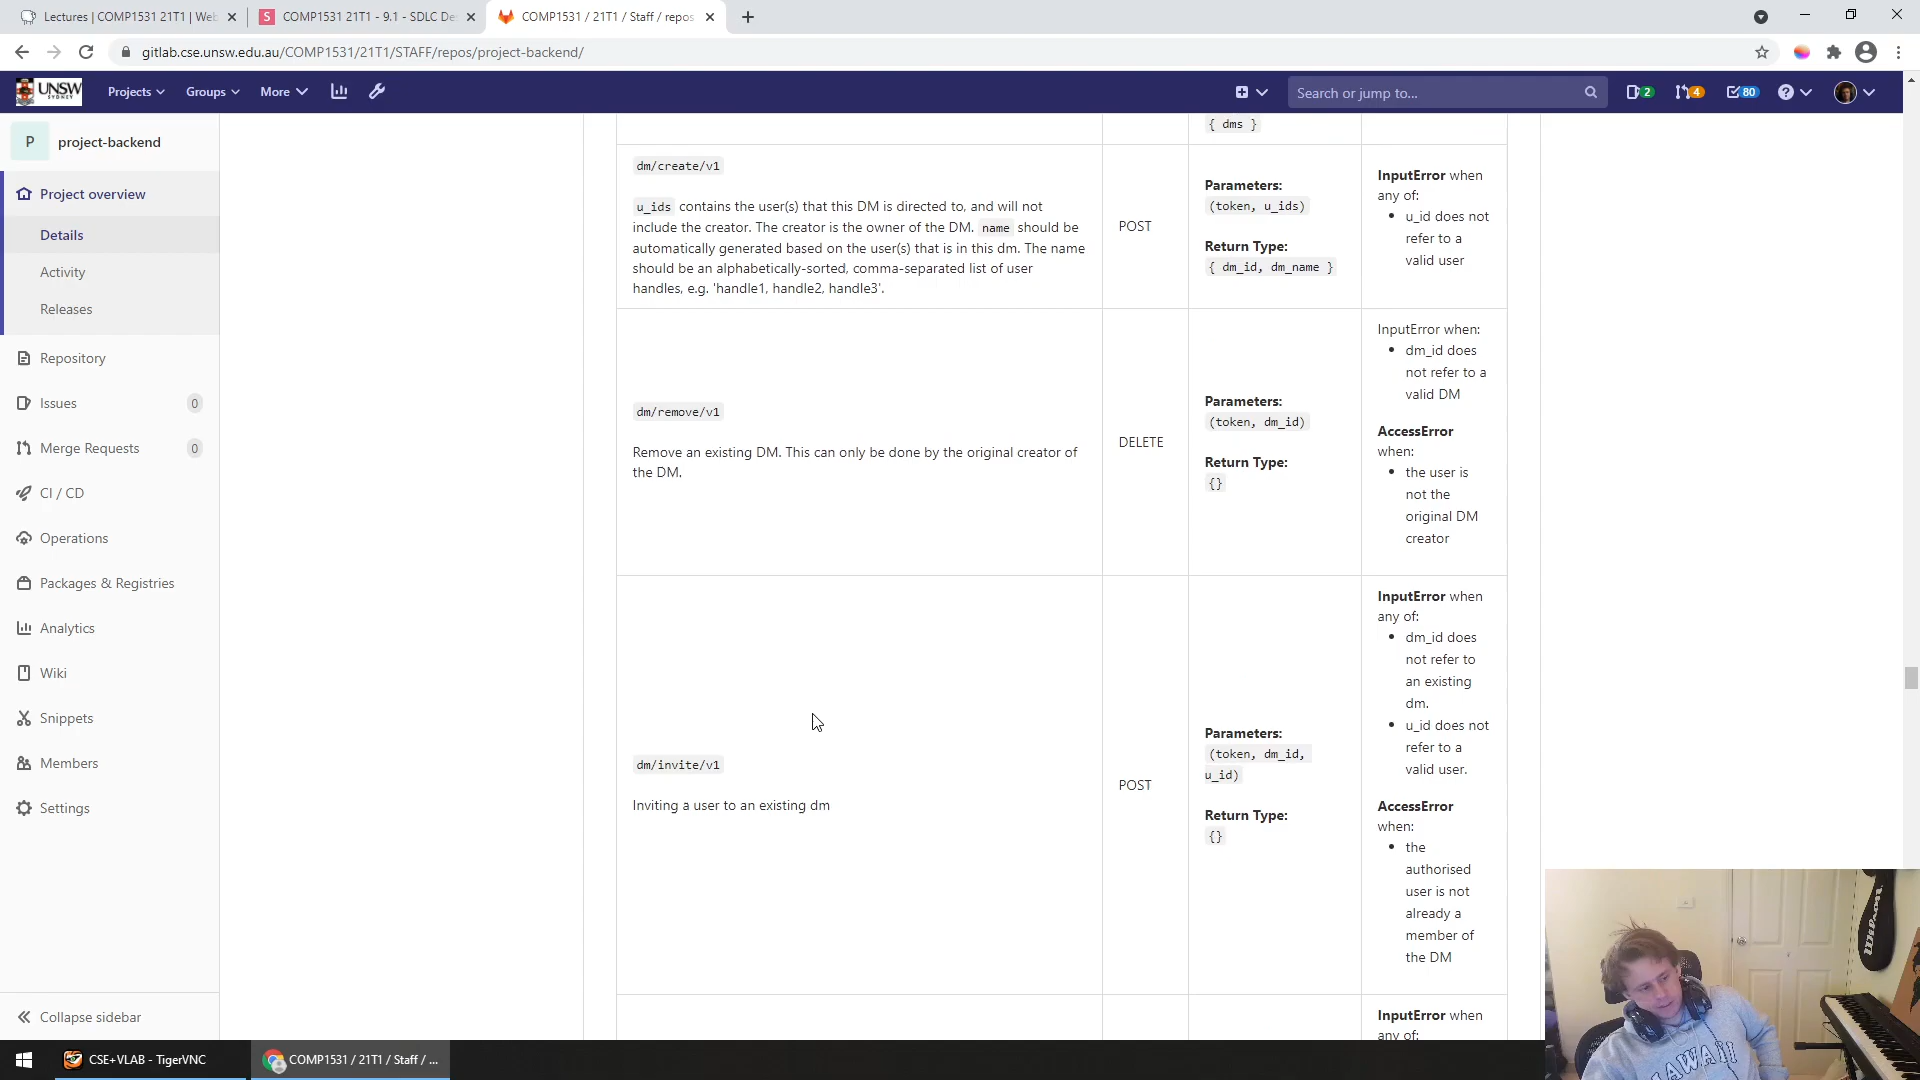 Lectures | COMP1531 21T1 | Web
COMP1531 21T1 - 9.1 - SDLC De
COMP1531 / 21T1 / Staff / repos
gitlab.cse.unsw.edu.au/COMP1531/21T1/STAFF/repos/project-backend/
UNSW
SYDNEY
Projects
Groups
More
Search or jump to...
2
4
80
P
project-backend
Project overview
Details
Activity
Releases
Repository
Issues
0
Merge Requests
0
CI / CD
Operations
Packages & Registries
Analytics
Wiki
Snippets
Members
Settings
Collapse sidebar
{ dms }
dm/create/v1
u_ids contains the user(s) that this DM is directed to, and will not
include the creator. The creator is the owner of the DM. name should be
automatically generated based on the user(s) that is in this dm. The name
should be an alphabetically-sorted, comma-separated list of user
handles, e.g. 'handle1, handle2, handle3'.
POST
Parameters:
(token, u_ids)
Return Type:
{ dm_id, dm_name }
InputError when
any of:
u_id does not
refer to a
valid user
dm/remove/v1
Remove an existing DM. This can only be done by the original creator of
the DM.
DELETE
Parameters:
(token, dm_id)
Return Type:
{}
InputError when:
dm_id does
not refer to a
valid DM
AccessError
when:
the user is
not the
original DM
creator
dm/invite/v1
Inviting a user to an existing dm
POST
Parameters:
(token, dm_id,
u_id)
Return Type:
{}
InputError when
any of:
dm_id does
not refer to
an existing
dm.
u_id does not
refer to a
valid user.
AccessError
when:
the
authorised
user is not
already a
member of
the DM
InputError when
any of:
Wilson
HAWAII
CSE+VLAB - TigerVNC
COMP1531 / 21T1 / Staff / ...